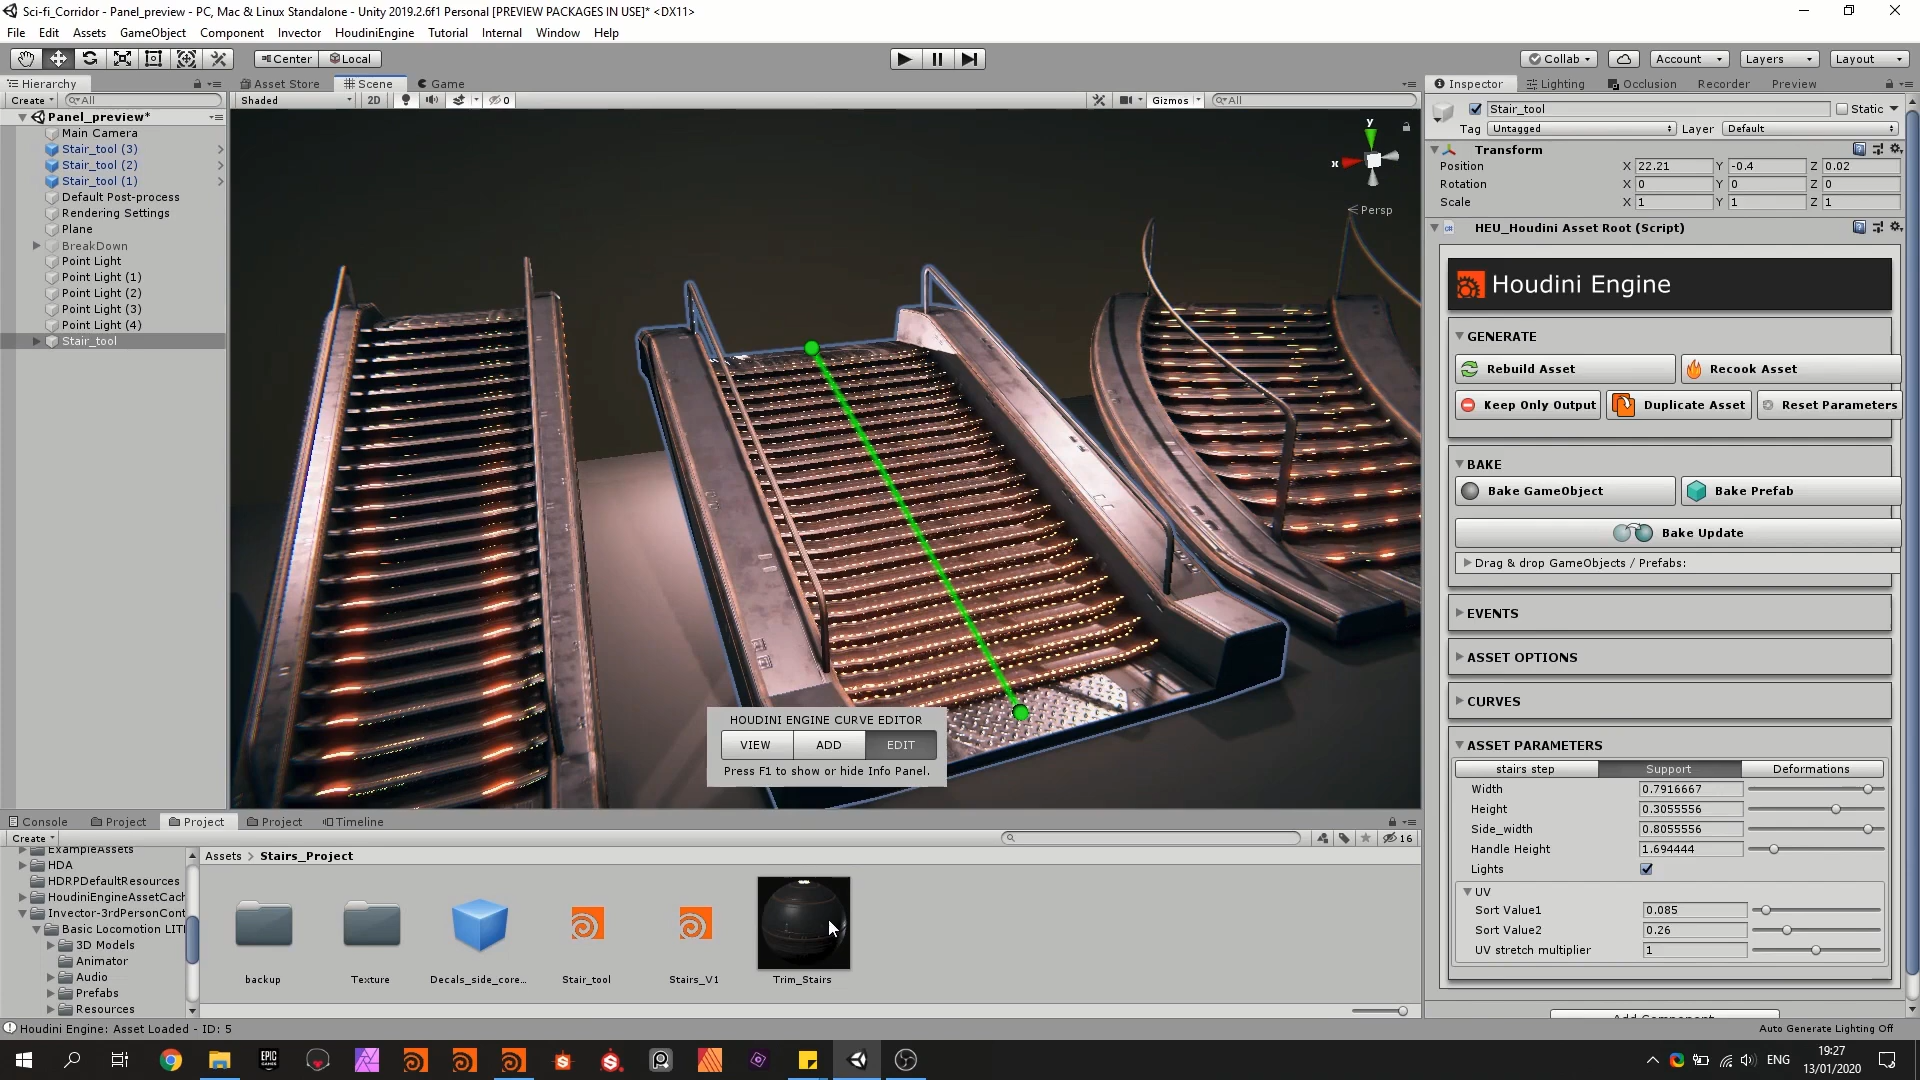 Sci-fi_Corridor - Panel_preview - PC, Mac & Linux Standalone - Unity 2019.2.6f1 Personal [PREVIEW PACKAGES IN USE]* <DX11>
File Edit Assets GameObject Component Invector HoudiniEngine Tutorial Internal Window Help
Center Local Collab Account Layers Layout
Hierarchy Asset Store Scene Game Inspector Lighting Occlusion Recorder Preview
Create All Shaded 2D 0 Gizmos All
Panel_preview*
Main Camera
Stair_tool (3)
Stair_tool (2)
Stair_tool (1)
Default Post-process
Rendering Settings
Plane
BreakDown
Point Light
Point Light (1)
Point Light (2)
Point Light (3)
Point Light (4)
Stair_tool
y
x
Persp
HOUDINI ENGINE CURVE EDITOR
VIEW ADD EDIT
Press F1 to show or hide Info Panel.
Stair_tool Static
Tag Untagged Layer Default
Transform
Position X 22.21 Y -0.4 Z 0.02
Rotation X 0 Y 0 Z 0
Scale X 1 Y 1 Z 1
HEU_Houdini Asset Root (Script)
Houdini Engine
GENERATE
Rebuild Asset Recook Asset
Keep Only Output Duplicate Asset Reset Parameters
BAKE
Bake GameObject Bake Prefab
Bake Update
Drag & drop GameObjects / Prefabs:
EVENTS
ASSET OPTIONS
CURVES
ASSET PARAMETERS
stairs step Support Deformations
Width 0.7916667
Height 0.3055556
Side_width 0.8055556
Handle Height 1.694444
Lights
UV
Sort Value1 0.085
Sort Value2 0.26
UV stretch multiplier 1
Console Project Project Project Timeline
Create 16
ExampleAssets
HDA
HDRPDefaultResources
HoudiniEngineAssetCach
Invector-3rdPersonCont
Basic Locomotion LITE
3D Models
Animator
Audio
Prefabs
Resources
Assets > Stairs_Project
backup Texture Decals_side_core... Stair_tool Stairs_V1 Trim_Stairs
Houdini Engine: Asset Loaded - ID: 5
Auto Generate Lighting Off
EPIC GAMES
ENG
19:27
13/01/2020